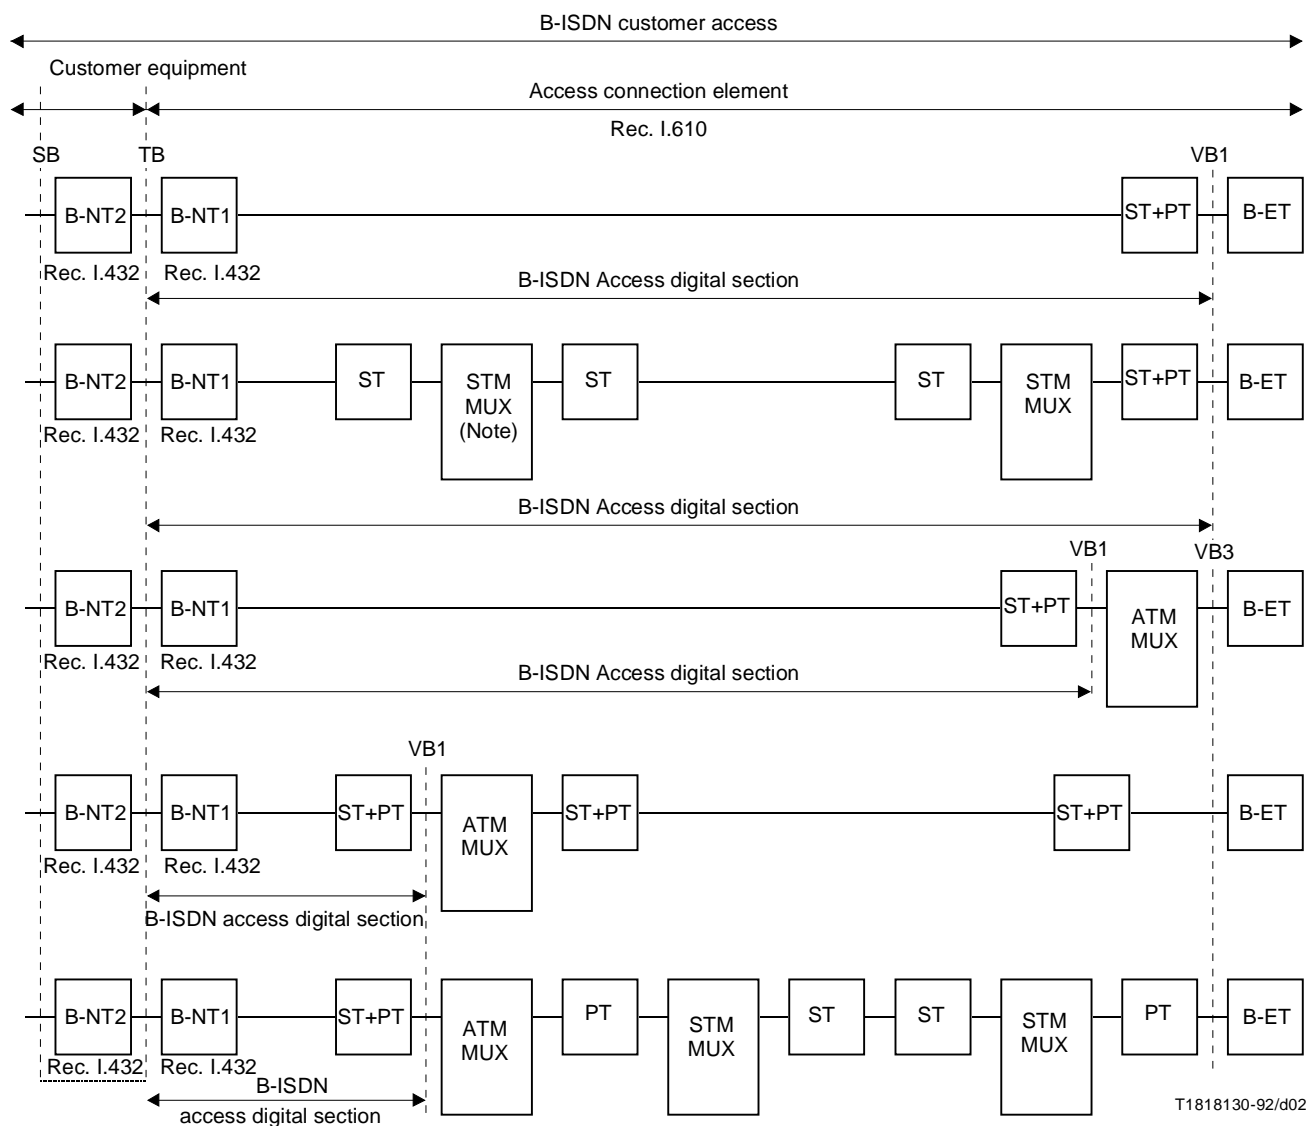 B-ISDN customer access
Customer equipment
Access connection element
Rec. I.610
SB TB VB1
B-NT2 B-NT1 ST+PT B-ET
Rec. I.432 Rec. I.432
B-ISDN Access digital section
B-NT2 B-NT1 ST STM MUX (Note) ST ST STM MUX ST+PT B-ET
Rec. I.432 Rec. I.432
B-ISDN Access digital section
VB1 VB3
B-NT2 B-NT1 ST+PT ATM MUX B-ET
Rec. I.432 Rec. I.432
B-ISDN Access digital section
VB1
B-NT2 B-NT1 ST+PT ATM MUX ST+PT ST+PT B-ET
Rec. I.432 Rec. I.432
B-ISDN access digital section
B-NT2 B-NT1 ST+PT ATM MUX PT STM MUX ST ST STM MUX PT B-ET
Rec. I.432 Rec. I.432
B-ISDN
access digital section
T1818130-92/d02